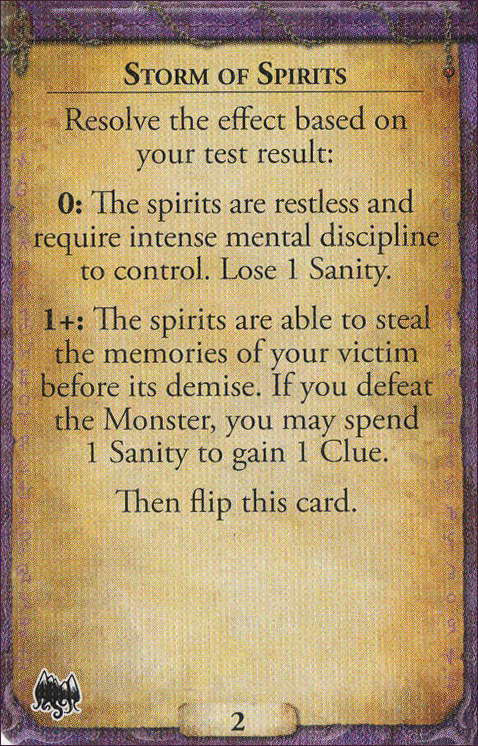 Storm of Spirits
Resolve the effect based on
your test result:
0: The spirits are restless and
require intense mental discipline
to control. Lose 1 Sanity.
1+: The spirits are able to steal
the memories of your victim
before its demise. If you defeat
the Monster, you may spend
1 Sanity to gain 1 Clue.
Then flip this card.
2